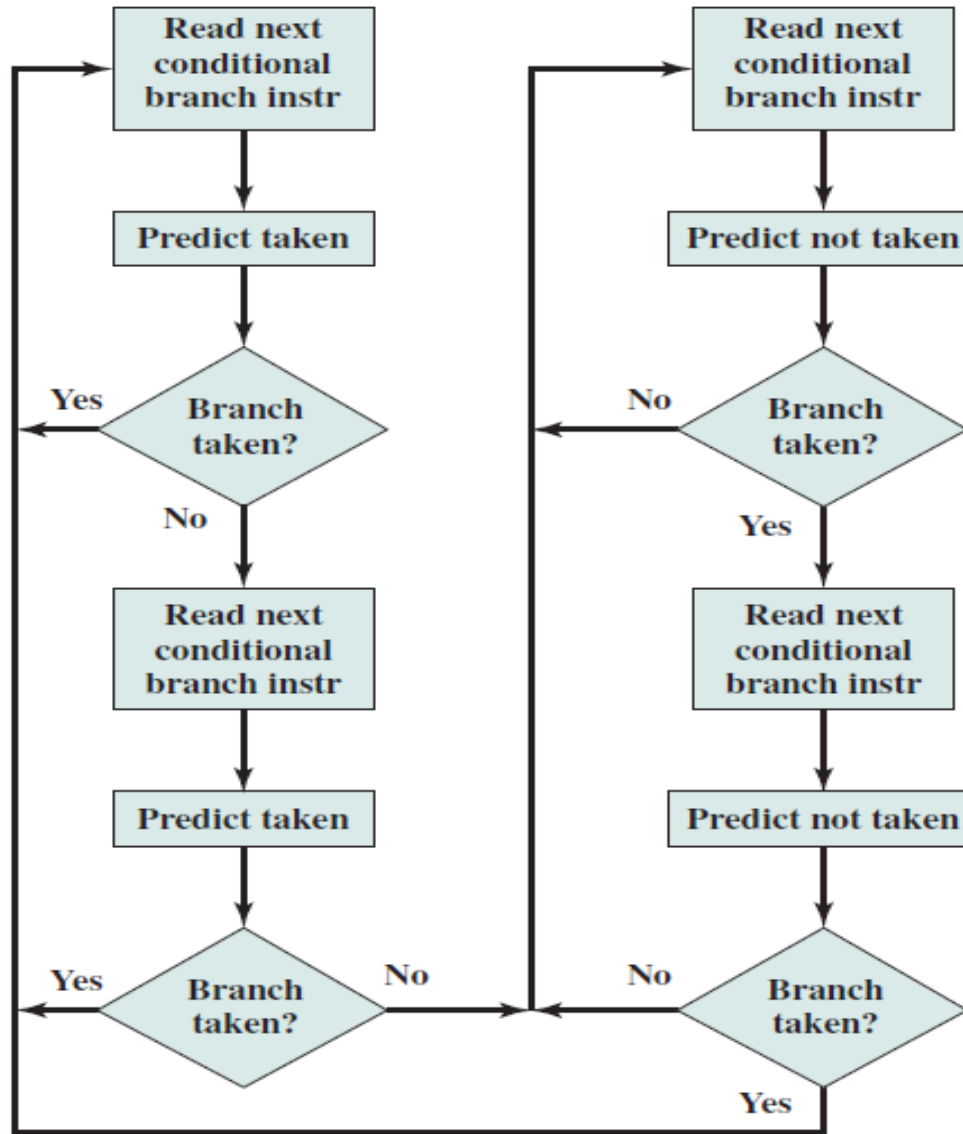 Read next
conditional
branch instr
Predict taken
Yes
Branch
taken?
No
Read next
conditional
branch instr
Predict taken
Yes
Branch
taken?
No
Read next
conditional
branch instr
Predict not taken
No
Branch
taken?
Yes
Read next
conditional
branch instr
Predict not taken
No
Branch
taken?
Yes